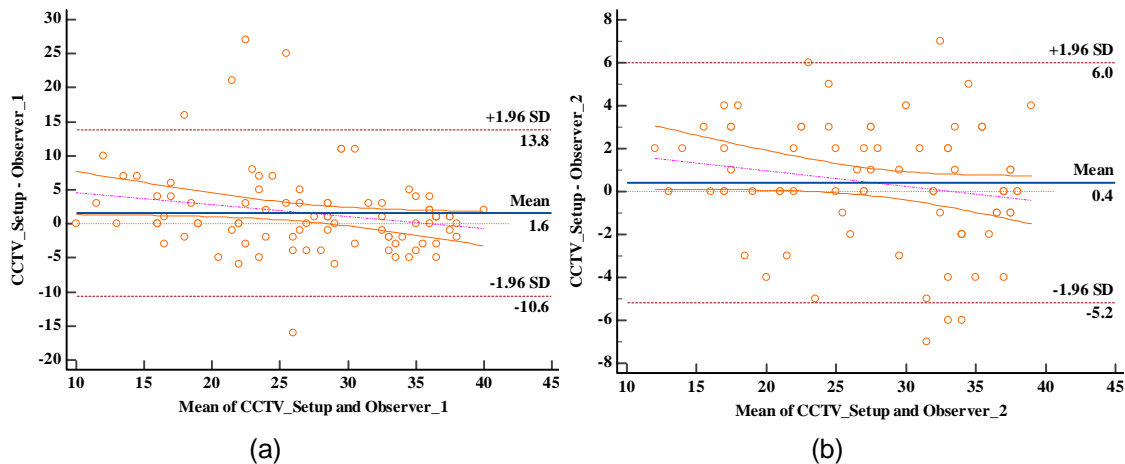 30
25
20
15
10
5
0
-5
-10
-15
-20
CCTV_Setup - Observer_1
+1.96 SD
13.8
Mean
1.6
-1.96 SD
-10.6
10 15 20 25 30 35 40 45
Mean of CCTV_Setup and Observer_1
(a)
8
6
4
2
0
-2
-4
-6
-8
CCTV_Setup - Observer_2
+1.96 SD
6.0
Mean
0.4
-1.96 SD
-5.2
10 15 20 25 30 35 40 45
Mean of CCTV_Setup and Observer_2
(b)